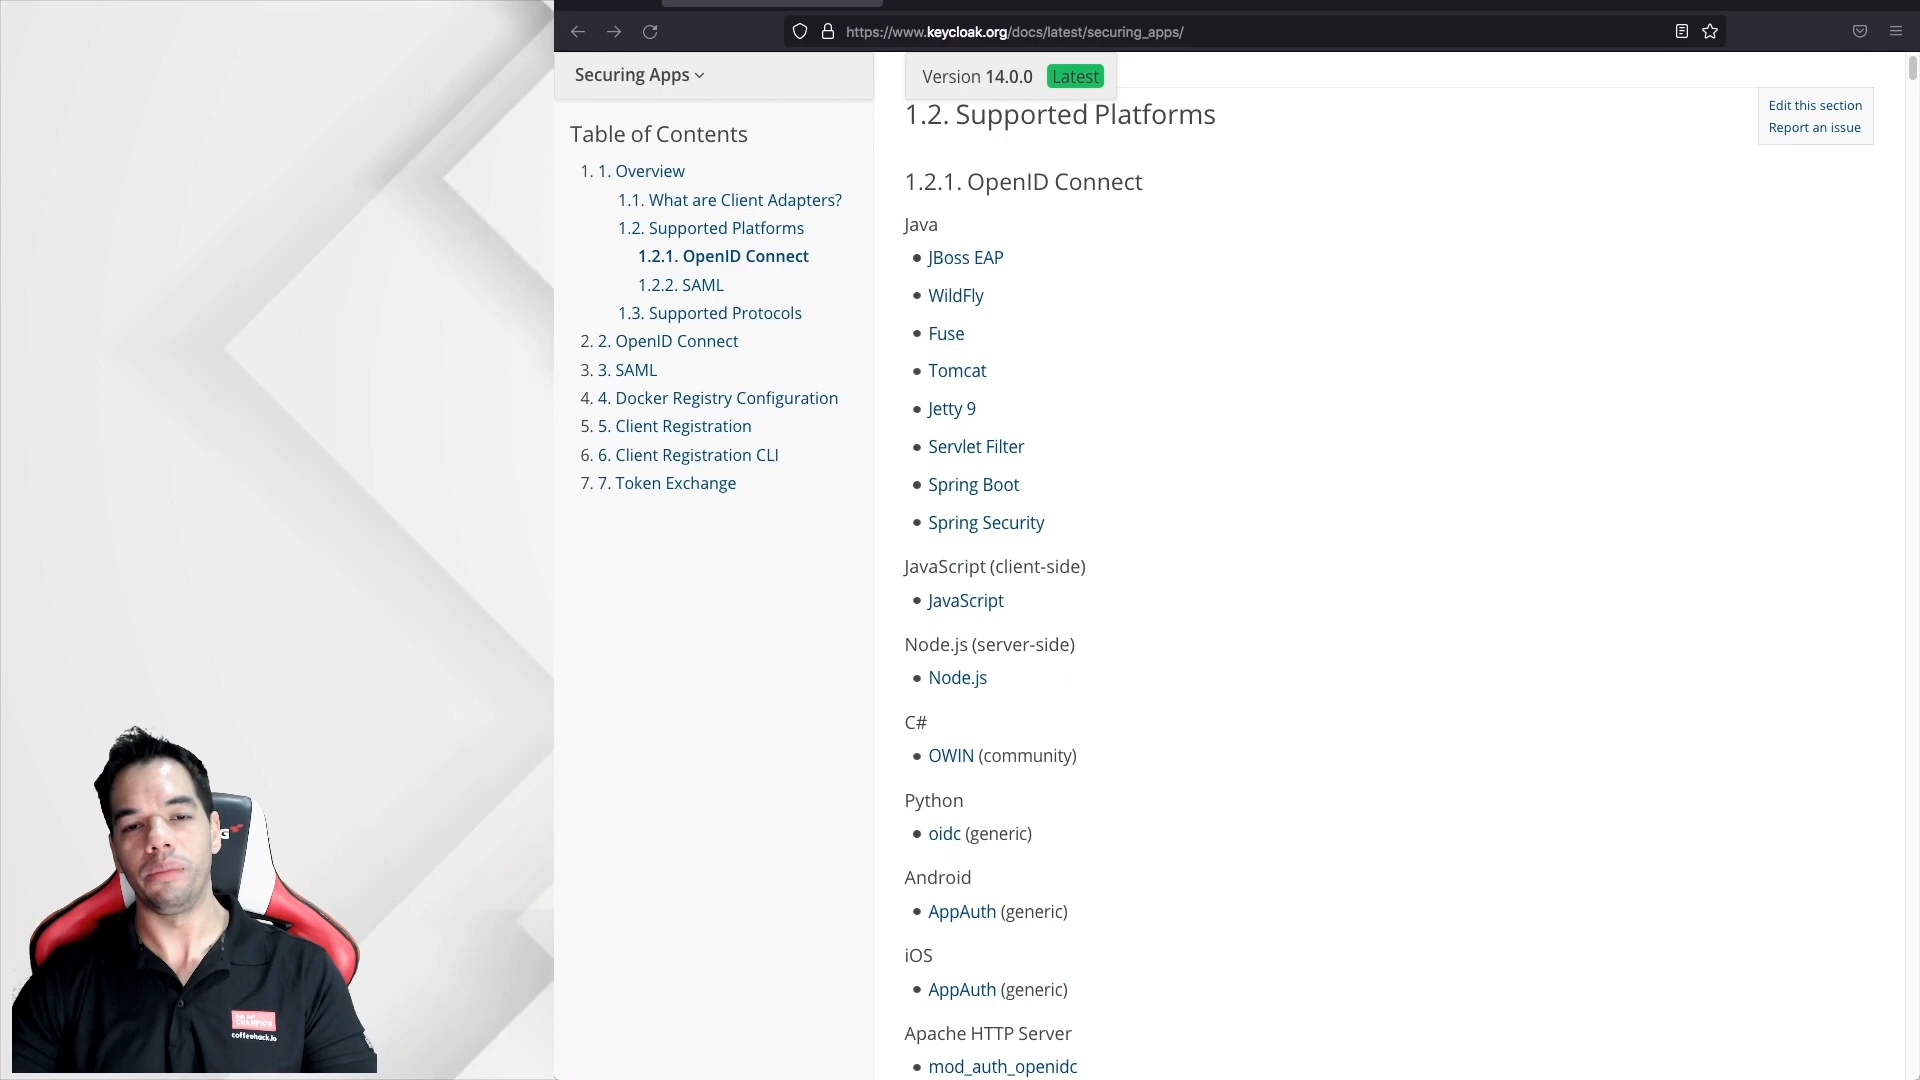 https://www.keycloak.org/docs/latest/securing_apps/
Securing Apps
Version 14.0.0 Latest
Table of Contents
1. 1. Overview
1.1. What are Client Adapters?
1.2. Supported Platforms
1.2.1. OpenID Connect
1.2.2. SAML
1.3. Supported Protocols
2. 2. OpenID Connect
3. 3. SAML
4. 4. Docker Registry Configuration
5. 5. Client Registration
6. 6. Client Registration CLI
7. 7. Token Exchange
1.2. Supported Platforms
Edit this section
Report an issue
1.2.1. OpenID Connect
Java
JBoss EAP
WildFly
Fuse
Tomcat
Jetty 9
Servlet Filter
Spring Boot
Spring Security
JavaScript (client-side)
JavaScript
Node.js (server-side)
Node.js
C#
OWIN (community)
Python
oidc (generic)
Android
AppAuth (generic)
iOS
AppAuth (generic)
Apache HTTP Server
mod_auth_openidc
CHAMPION
coffeehack.io